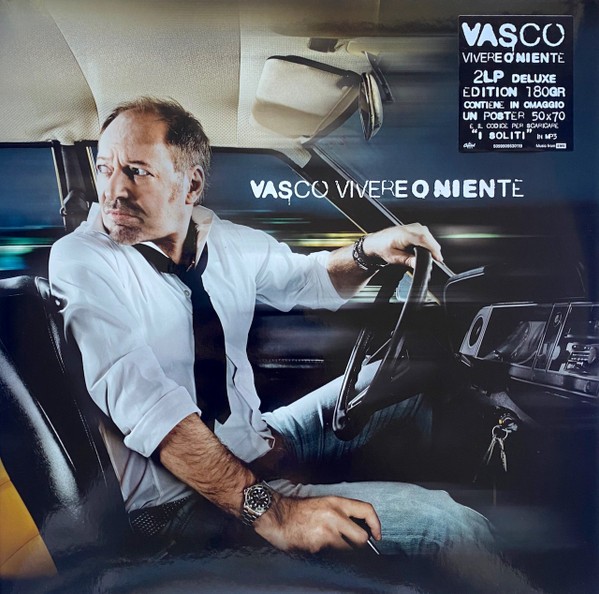 VASCO
VIVERE O NIENTE
2LP DELUXE
EDITION 180GR
CONTIENE IN OMAGGIO
UN POSTER 50x70
E IL CODICE PER SCARICARE
"I SOLITI" IN MP3
VASCO VIVERE O NIENTE